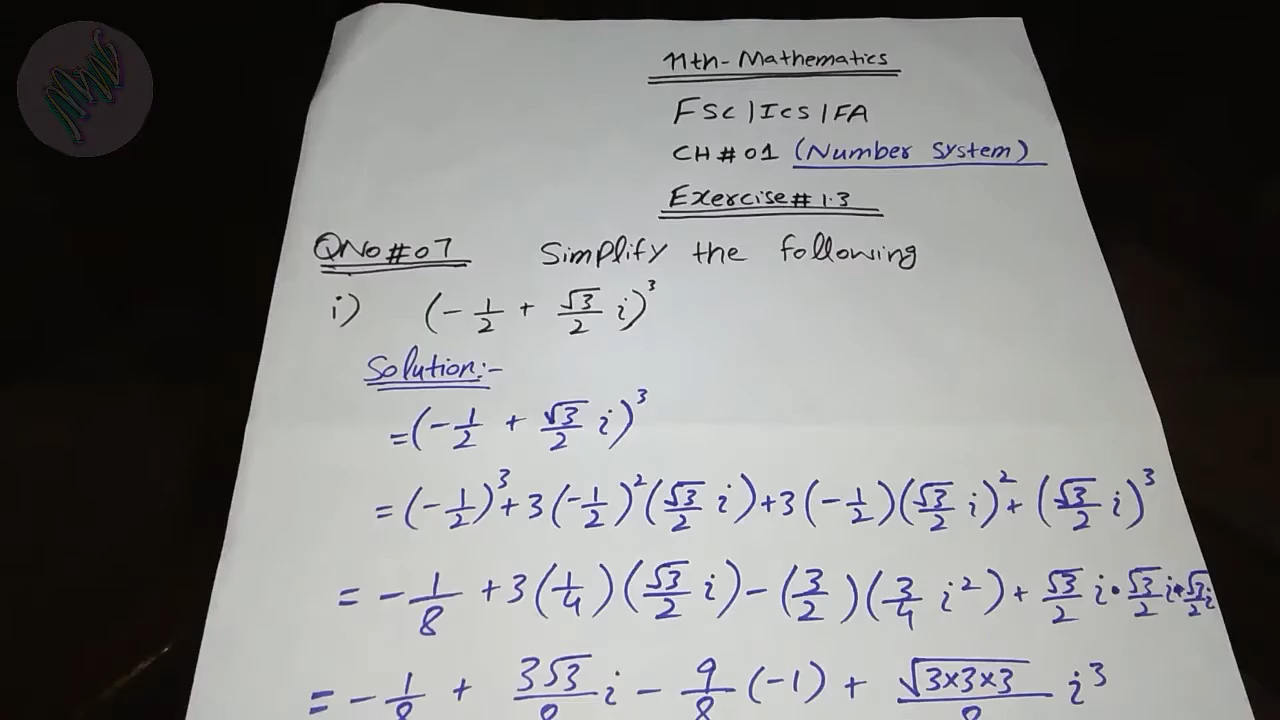 11th-Mathematics
FSc | Ics | FA
CH # 01 (Number System)
Exercise # 1.3
QNo # 07 Simplify the following
i) (-1/2 + √3/2 i)³
Solution:-
= (-1/2 + √3/2 i)³
= (-1/2)³ + 3(-1/2)²(√3/2 i) + 3(-1/2)(√3/2 i)² + (√3/2 i)³
= -1/8 + 3(1/4)(√3/2 i) - (3/2)(3/4 i²) + √3/2 i · √3/2 i · √3/2 i
= -1/8 + 3√3/8 i - 9/8 (-1) + √3×3×3/8 i³